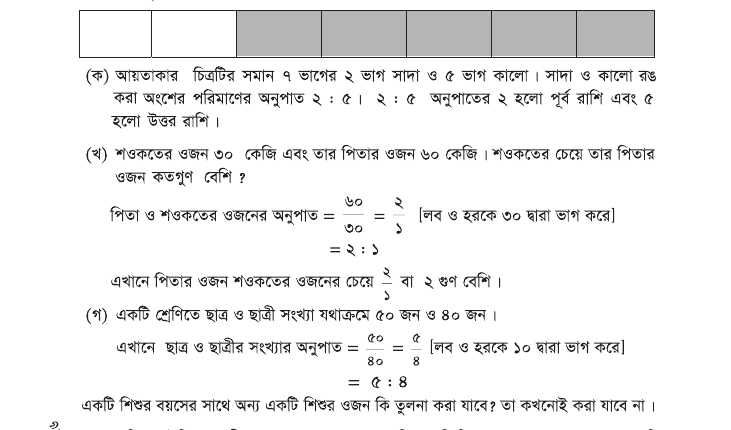 (ক) আয়তাকার চিত্রটির সমান ৭ ভাগের ২ ভাগ সাদা ও ৫ ভাগ কালো। সাদা ও কালো রঙ
করা অংশের পরিমাণের অনুপাত ২ : ৫। ২ : ৫ অনুপাতের ২ হলো পূর্ব রাশি এবং ৫
হলো উত্তর রাশি।
(খ) শওকতের ওজন ৩০ কেজি এবং তার পিতার ওজন ৬০ কেজি। শওকতের চেয়ে তার পিতার
ওজন কতগুণ বেশি ?
পিতা ও শওকতের ওজনের অনুপাত = ৬০/৩০ = ২/১ [লব ও হরকে ৩০ দ্বারা ভাগ করে]
= ২ : ১
এখানে পিতার ওজন শওকতের ওজনের চেয়ে ২/১ বা ২ গুণ বেশি।
(গ) একটি শ্রেণিতে ছাত্র ও ছাত্রী সংখ্যা যথাক্রমে ৫০ জন ও ৪০ জন।
এখানে ছাত্র ও ছাত্রীর সংখ্যার অনুপাত = ৫০/৪০ = ৫/৪ [লব ও হরকে ১০ দ্বারা ভাগ করে]
= ৫ : ৪
একটি শিশুর বয়সের সাথে অন্য একটি শিশুর ওজন কি তুলনা করা যাবে? তা কখনোই করা যাবে না।